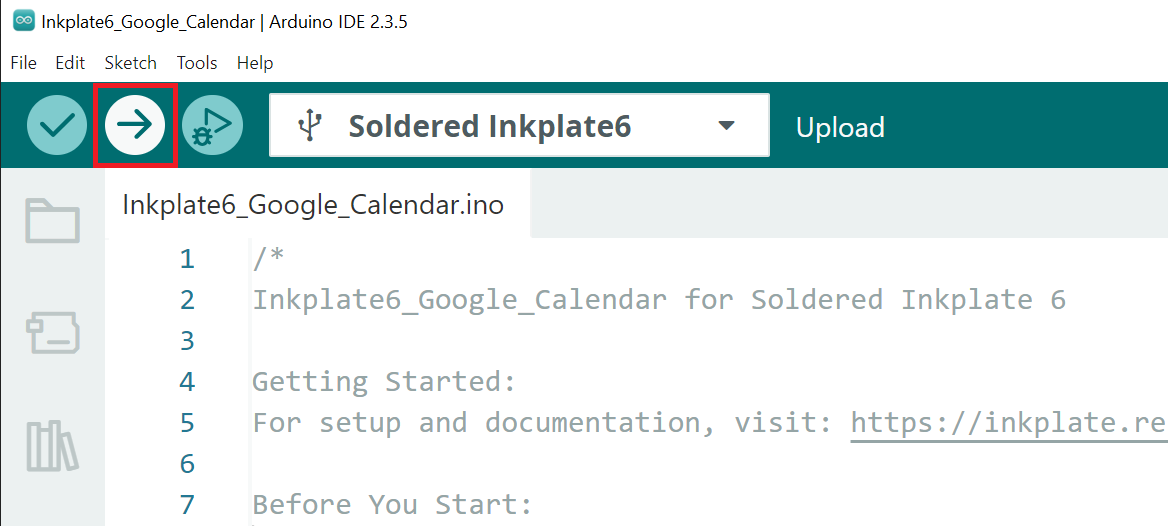 Inkplate6_Google_Calendar | Arduino IDE 2.3.5
File Edit Sketch Tools Help
Soldered Inkplate6 Upload
Inkplate6_Google_Calendar.ino
1 /*
2 Inkplate6_Google_Calendar for Soldered Inkplate 6
3
4 Getting Started:
5 For setup and documentation, visit: https://inkplate.re
6
7 Before You Start: